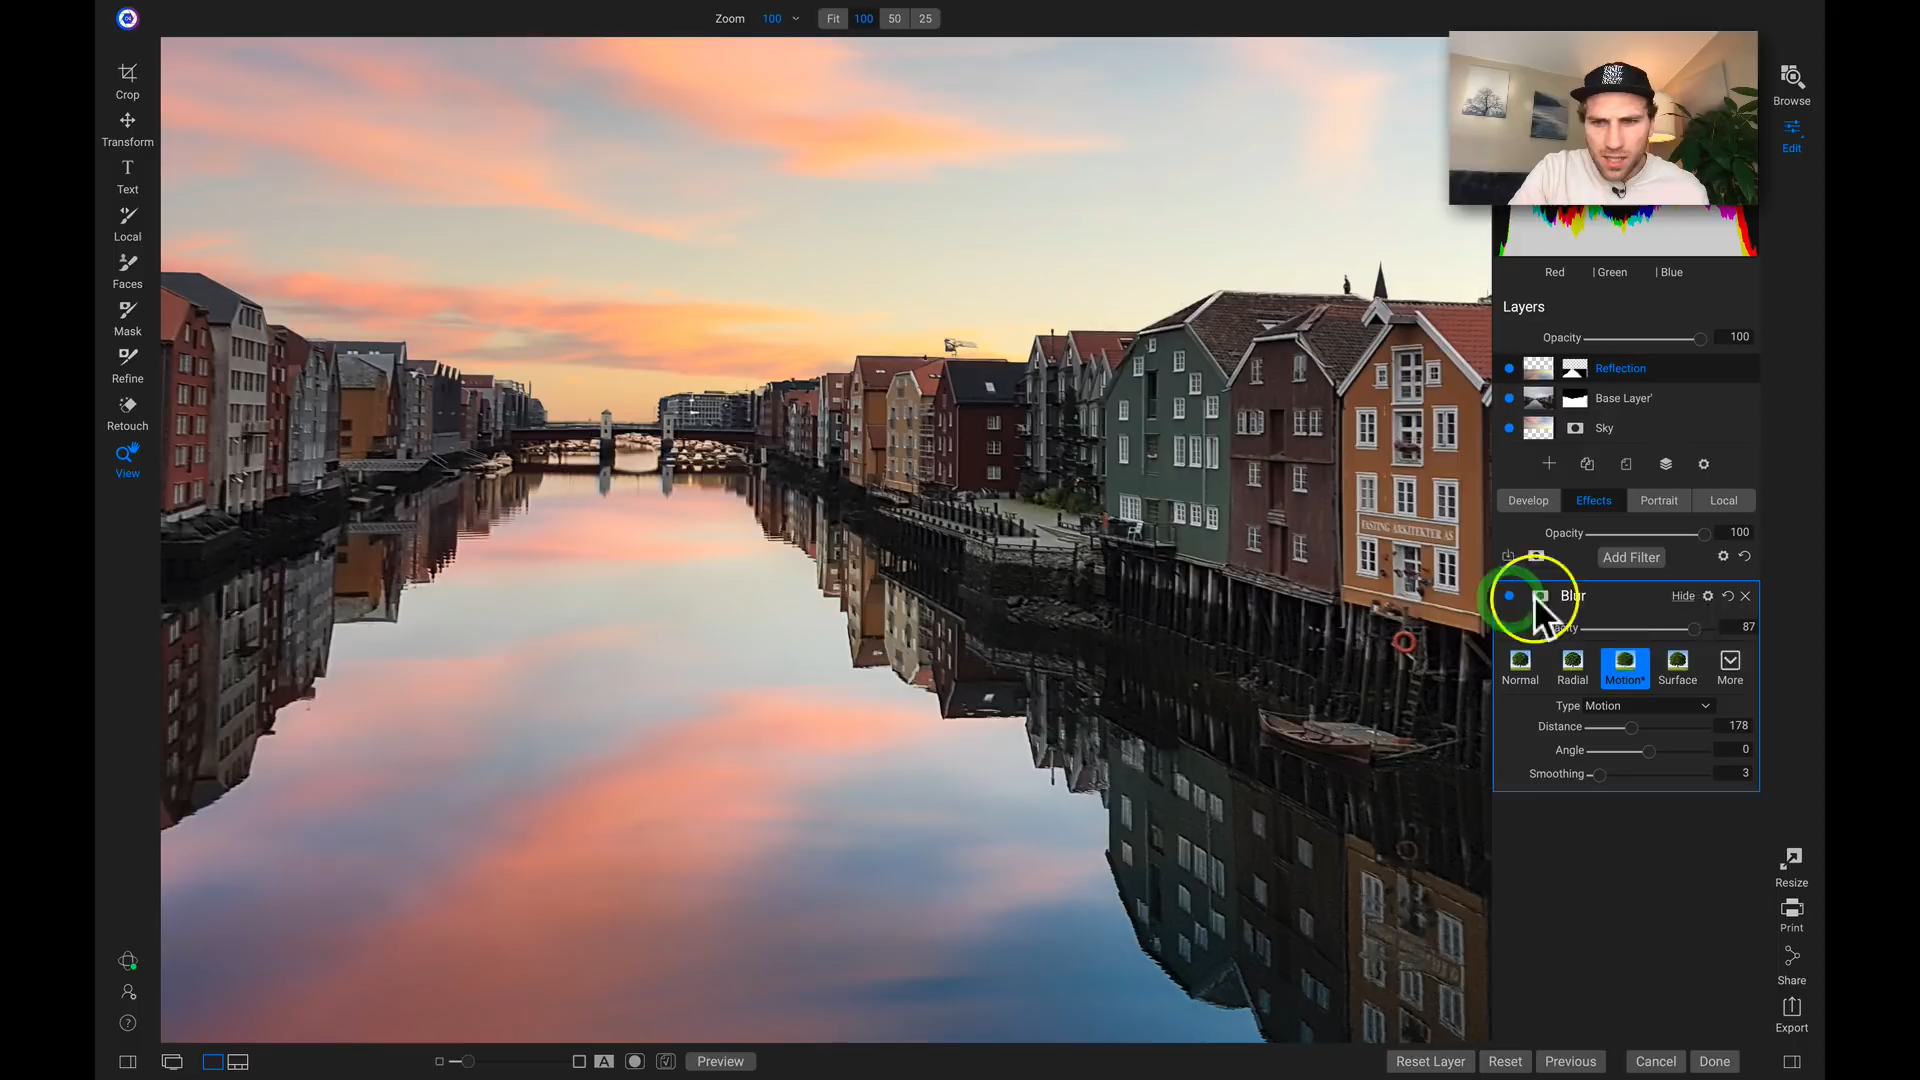 Zoom 100 Fit 100 50 25
Crop
Transform
Text
Local
Faces
Mask
Refine
Retouch
View
Browse
Edit
Red | Green | Blue
Layers
Opacity 100
Reflection
Base Layer'
Sky
Develop Effects Portrait Local
Opacity 100
Add Filter
Blur Hide
87
Normal Radial Motion* Surface More
Type Motion
Distance 178
Angle 0
Smoothing 3
FASTING ARKITEKTER AS
Resize
Print
Share
Export
A Preview Reset Layer Reset Previous Cancel Done